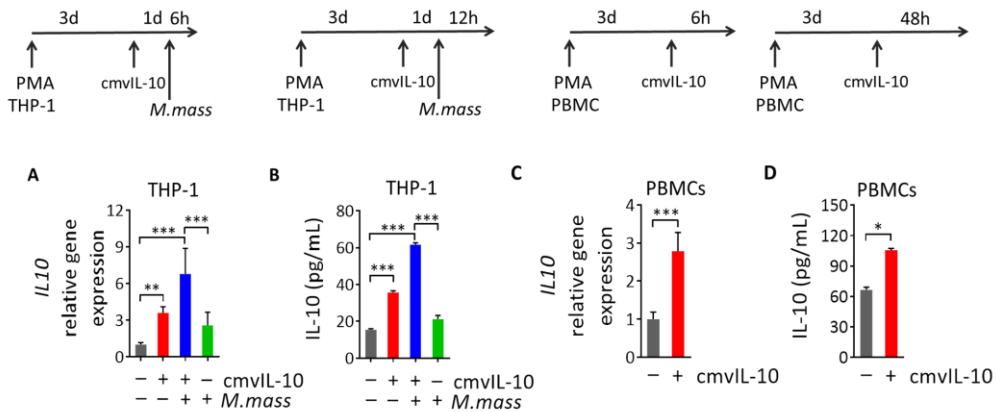 3d 1d 6h
PMA
THP-1
cmvIL-10
M.mass
3d 1d 12h
PMA
THP-1
cmvIL-10
M.mass
3d 6h
PMA
PBMC
cmvIL-10
3d 48h
PMA
PBMC
cmvIL-10
A
THP-1
IL10
relative gene
expression
12
9
6
3
0
***
***
**
– + + – cmvIL-10
– – + + M.mass
B
THP-1
IL-10 (pg/mL)
80
60
40
20
0
***
***
***
– + + – cmvIL-10
– – + + M.mass
C
PBMCs
IL10
relative gene
expression
4
3
2
1
0
***
– + cmvIL-10
D
PBMCs
IL-10 (pg/mL)
150
120
90
60
30
0
*
– + cmvIL-10